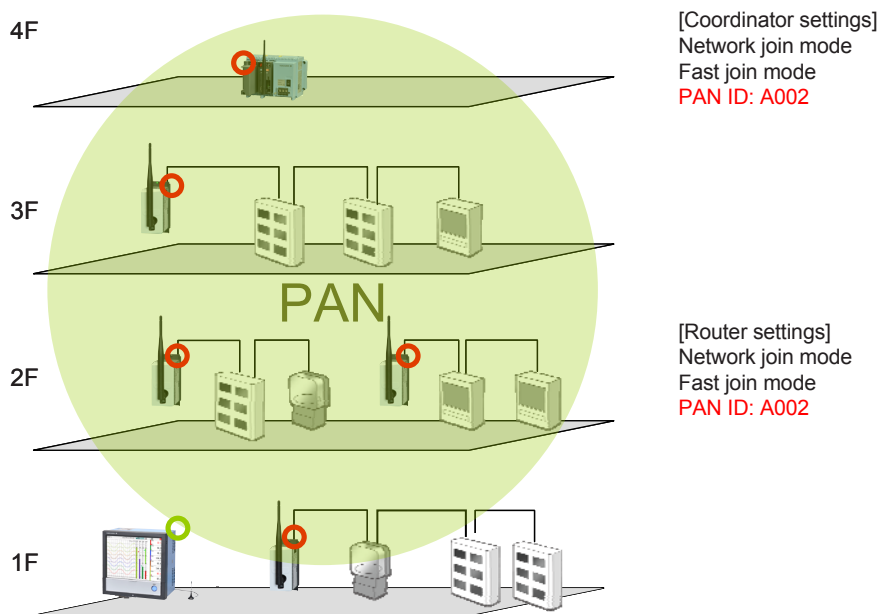 4F
[Coordinator settings]
Network join mode
Fast join mode
PAN ID: A002
3F
PAN
2F
[Router settings]
Network join mode
Fast join mode
PAN ID: A002
1F